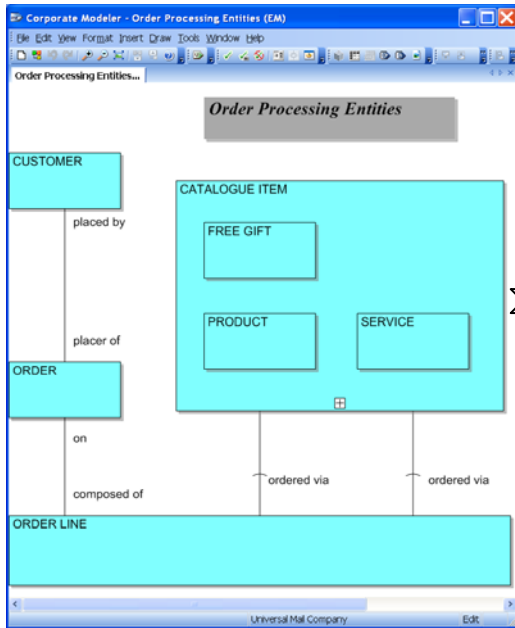 Corporate Modeler - Order Processing Entities (EM)
File Edit View Format Insert Draw Tools Window Help
Order Processing Entities...
Order Processing Entities
CUSTOMER
CATALOGUE ITEM
placed by
FREE GIFT
PRODUCT
SERVICE
placer of
ORDER
on
ordered via
ordered via
composed of
ORDER LINE
Universal Mail Company
Edit